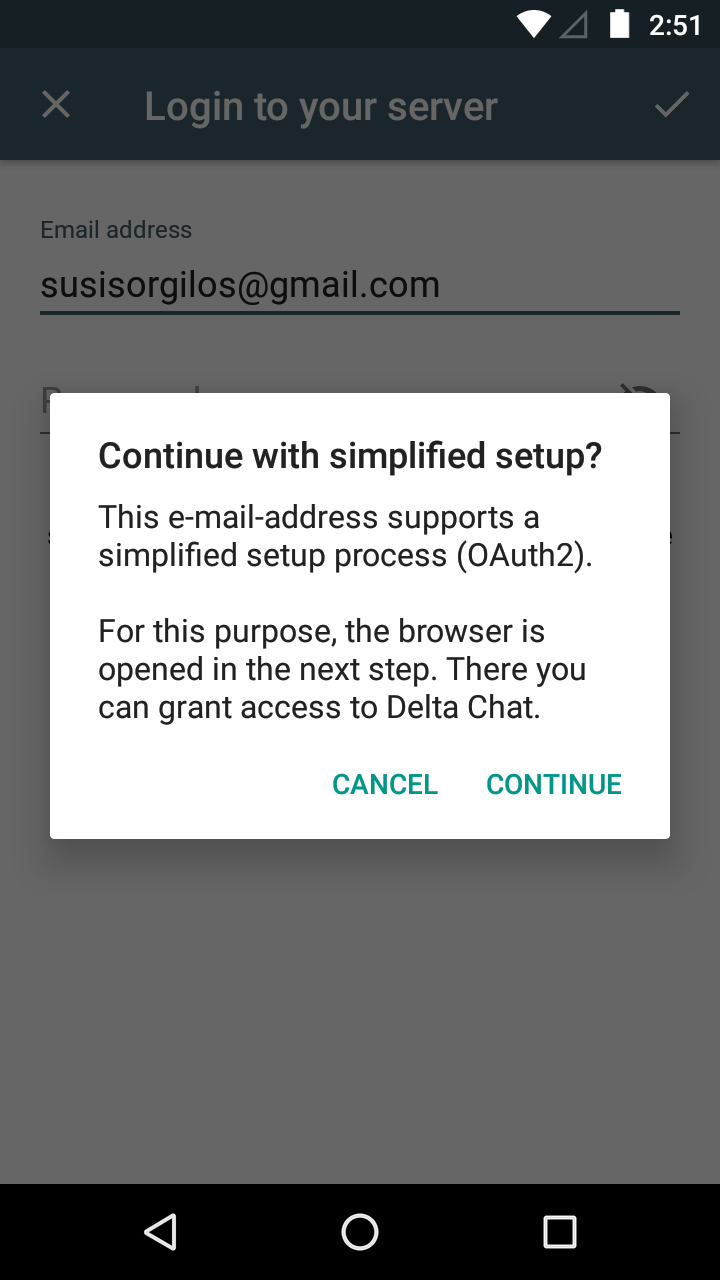 2:51
Login to your server
Email address
susisorgilos@gmail.com
Continue with simplified setup?
This e-mail-address supports a
simplified setup process (OAuth2).
For this purpose, the browser is
opened in the next step. There you
can grant access to Delta Chat.
CANCEL CONTINUE